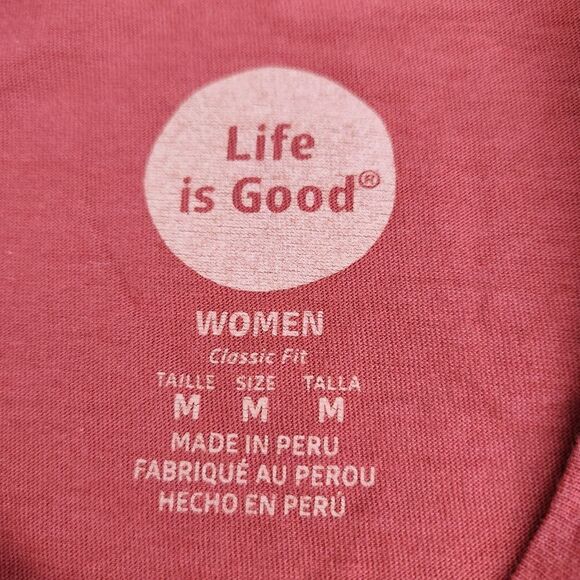 Life
is Good®
WOMEN
Classic Fit
TAILLE SIZE TALLA
M M M
MADE IN PERU
FABRIQUÉ AU PEROU
HECHO EN PERÚ